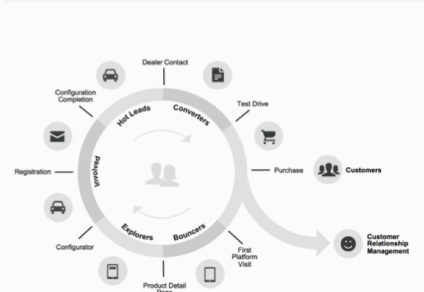 Dealer Contact
Configuration
Completion
Hot Leads
Converters
Test Drive
Registration
Involved
Purchase
Customers
Configurator
Explorers
Bouncers
First
Platform
Visit
Customer
Relationship
Management
Product Detail
Page